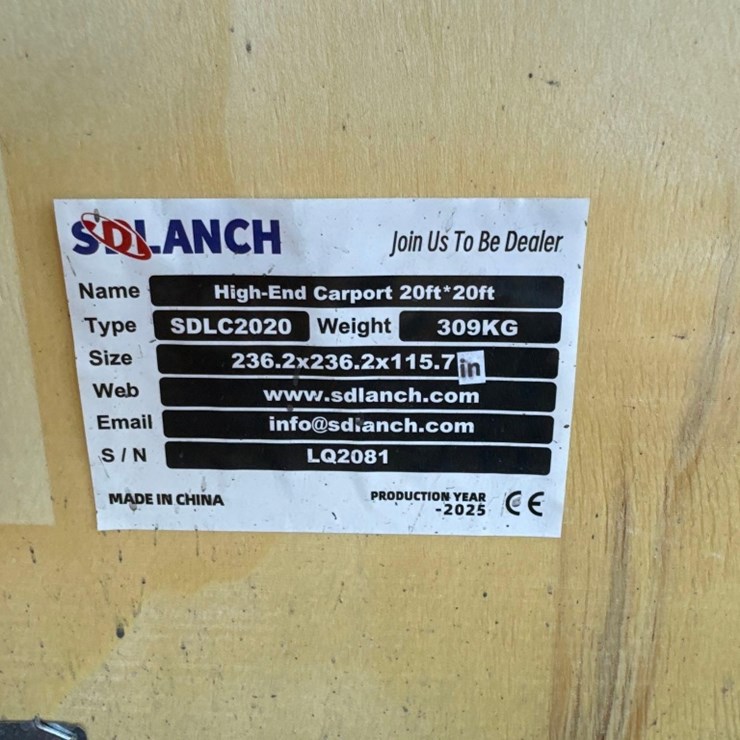 SDLANCH Join Us To Be Dealer
Name High-End Carport 20ft*20ft
Type SDLC2020 Weight 309KG
Size 236.2x236.2x115.7in
Web www.sdlanch.com
Email info@sdlanch.com
S/N LQ2081
MADE IN CHINA PRODUCTION YEAR CE
-2025